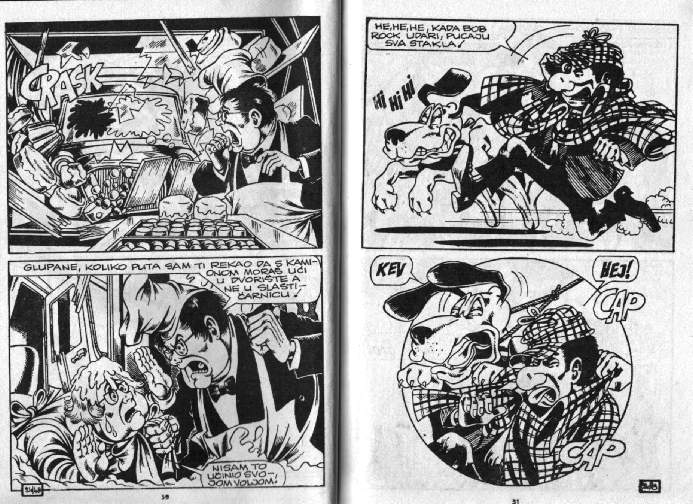 CRASK
GLUPANE, KOLIKO PUTA SAM TI REKAO DA S KAMI-
ONOM MORAŠ UĆI
U DVORIŠTE A
NE U SLASTI-
ČARNICU!
NISAM TO
UČINIO SVO-
JOM VOLJOM!
30
HE, HE, HE, KADA BOB
ROCK UDARI, PUCAJU
SVA STAKLA!
HI HI HI
KEV
HEJ!
CAP
CAP
31